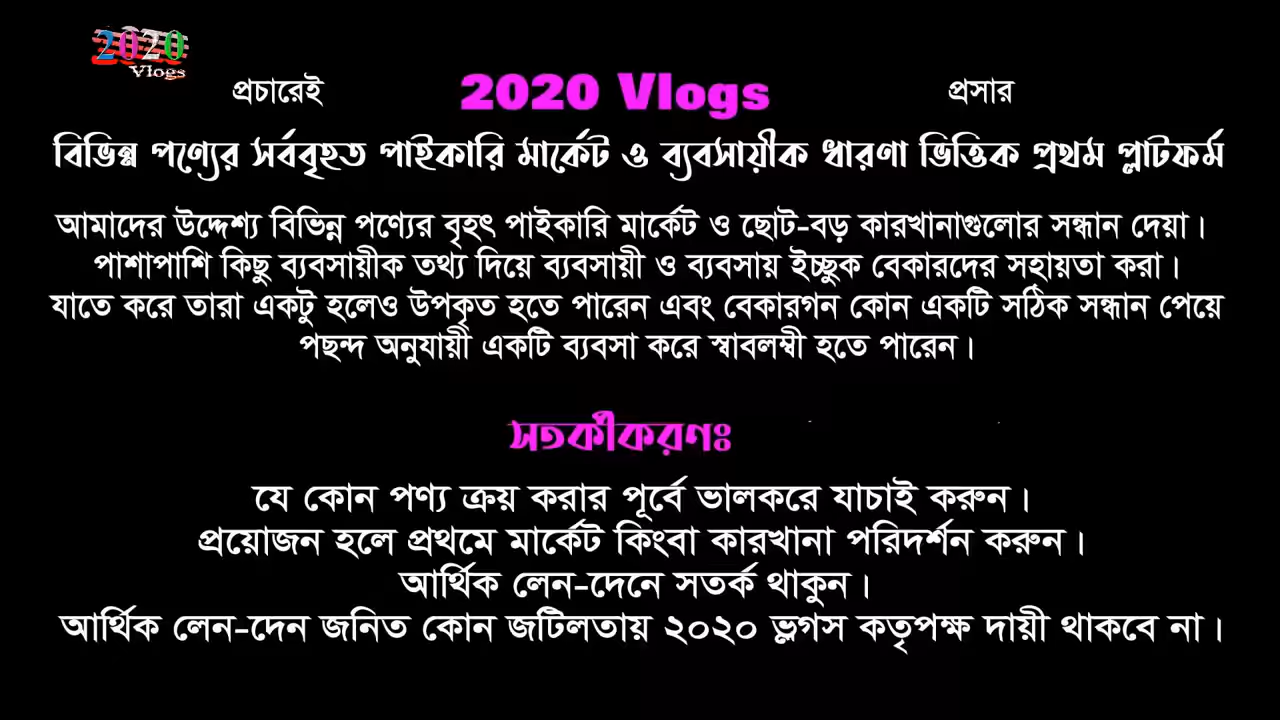 2020
Vlogs
প্রচারেই 2020 Vlogs প্রসার
বিভিন্ন পণ্যের সর্ববৃহত পাইকারি মার্কেট ও ব্যবসায়ীক ধারণা ভিত্তিক প্রথম প্লাটফর্ম
আমাদের উদ্দেশ্য বিভিন্ন পণ্যের বৃহৎ পাইকারি মার্কেট ও ছোট-বড় কারখানাগুলোর সন্ধান দেয়া।
পাশাপাশি কিছু ব্যবসায়ীক তথ্য দিয়ে ব্যবসায়ী ও ব্যবসায় ইচ্ছুক বেকারদের সহায়তা করা।
যাতে করে তারা একটু হলেও উপকৃত হতে পারেন এবং বেকারগন কোন একটি সঠিক সন্ধান পেয়ে
পছন্দ অনুযায়ী একটি ব্যবসা করে স্বাবলম্বী হতে পারেন।
সতর্কীকরণঃ
যে কোন পণ্য ক্রয় করার পূর্বে ভালকরে যাচাই করুন।
প্রয়োজন হলে প্রথমে মার্কেট কিংবা কারখানা পরিদর্শন করুন।
আর্থিক লেন-দেনে সতর্ক থাকুন।
আর্থিক লেন-দেন জনিত কোন জটিলতায় ২০২০ ভ্লগস কতৃপক্ষ দায়ী থাকবে না।